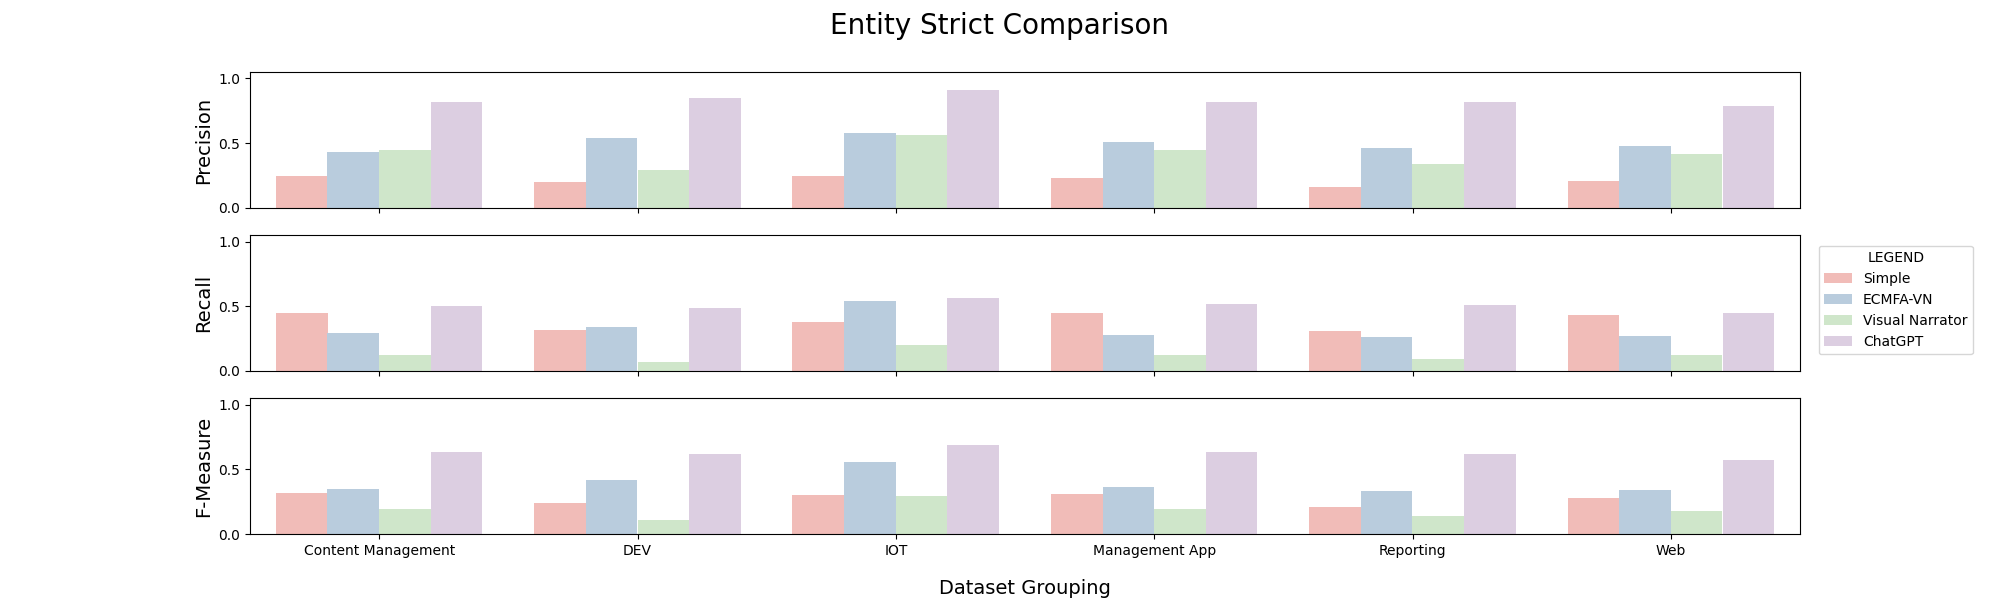 Entity Strict Comparison
1.0
0.5
0.0
Precision
1.0
0.5
0.0
Recall
LEGEND
Simple
ECMFA-VN
Visual Narrator
ChatGPT
1.0
0.5
0.0
F-Measure
Content Management DEV IOT Management App Reporting Web
Dataset Grouping